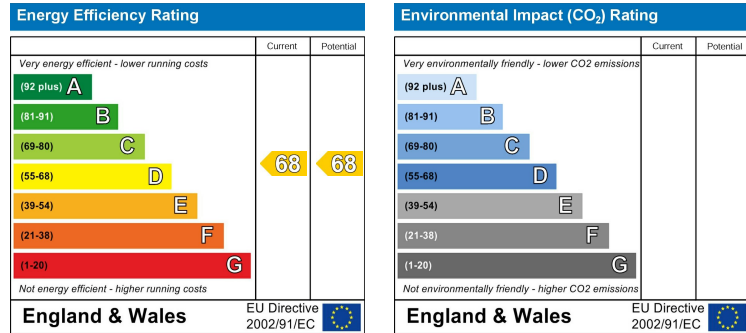 Energy Efficiency Rating
Current Potential
Very energy efficient - lower running costs
(92 plus) A
(81-91) B
(69-80) C
(55-68) D
(39-54) E
(21-38) F
(1-20) G
68 68
Not energy efficient - higher running costs
England & Wales
EU Directive
2002/91/EC
Environmental Impact (CO₂) Rating
Current Potential
Very environmentally friendly - lower CO2 emissions
(92 plus) A
(81-91) B
(69-80) C
(55-68) D
(39-54) E
(21-38) F
(1-20) G
Not environmentally friendly - higher CO2 emissions
England & Wales
EU Directive
2002/91/EC